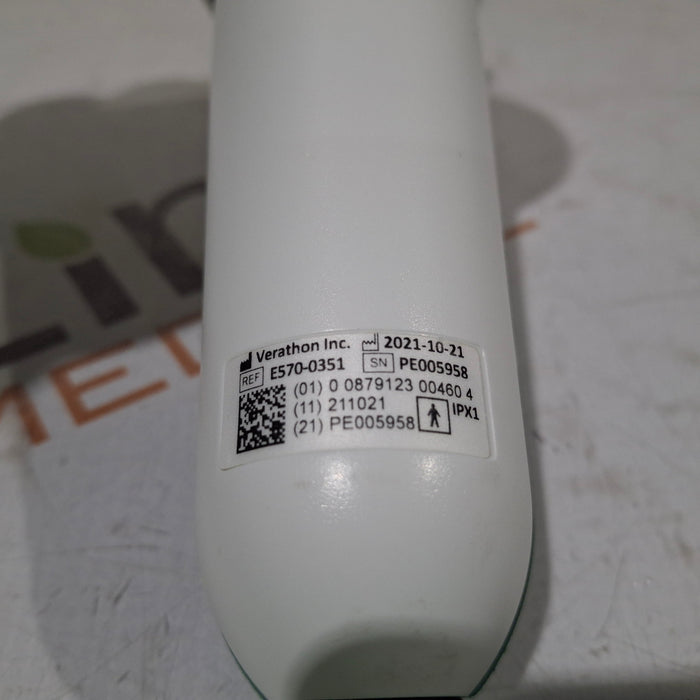 Verathon Inc. 2021-10-21
REF E570-0351 SN PE005958
(01) 0 0879123 00460 4
(11) 211021
IPX1
(21) PE005958